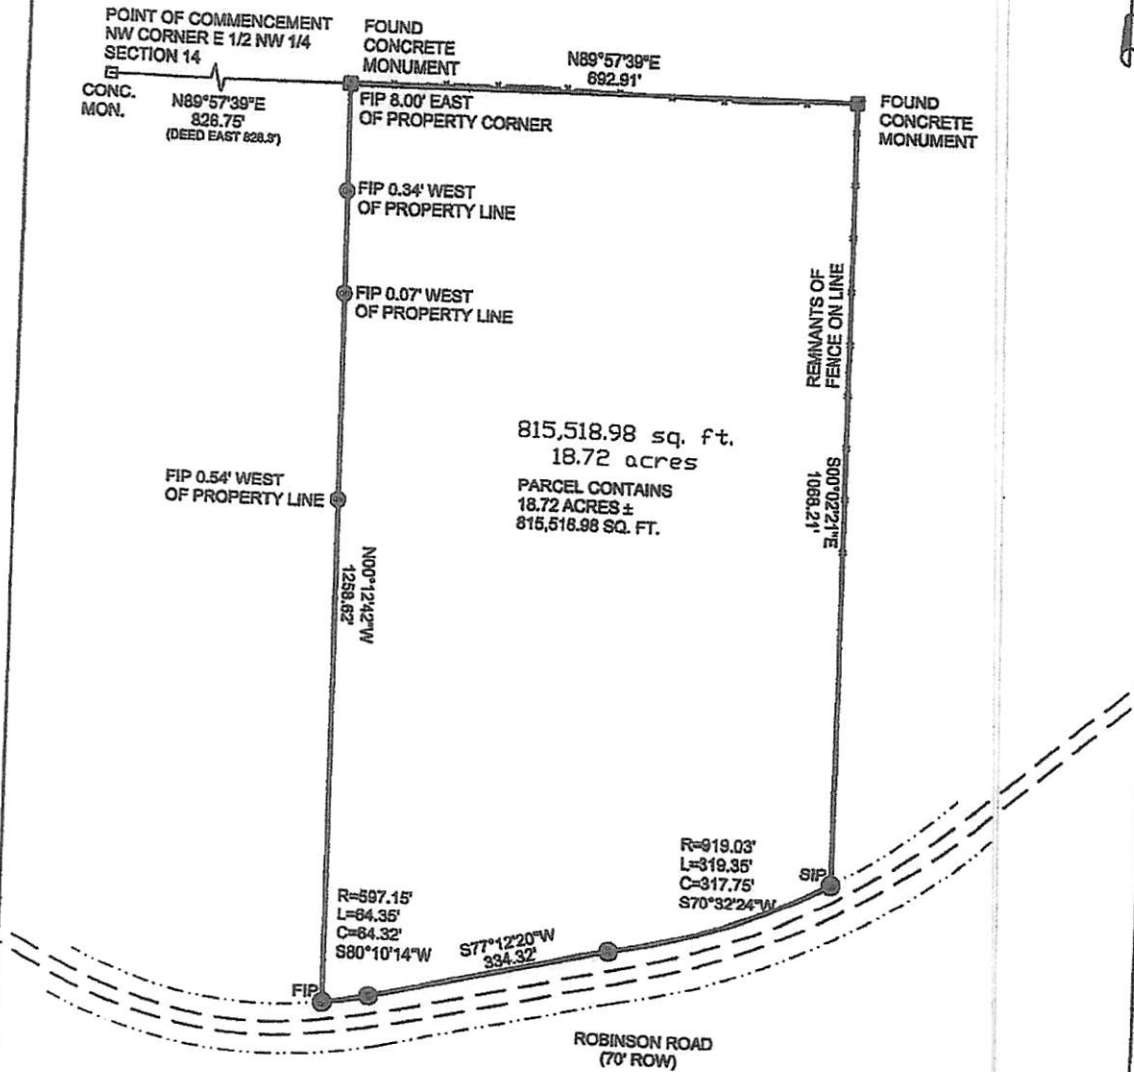 POINT OF COMMENCEMENT
NW CORNER E 1/2 NW 1/4
SECTION 14
CONC.
MON.
N89°57'39"E
826.75'
(DEED EAST 828.3')
FOUND
CONCRETE
MONUMENT
N89°57'39"E
692.91'
FOUND
CONCRETE
MONUMENT
FIP 8.00' EAST
OF PROPERTY CORNER
FIP 0.34' WEST
OF PROPERTY LINE
FIP 0.07' WEST
OF PROPERTY LINE
REMNANTS OF
FENCE ON LINE
815,518.98 sq. ft.
18.72 acres
PARCEL CONTAINS
18.72 ACRES ±
815,518.98 SQ. FT.
FIP 0.54' WEST
OF PROPERTY LINE
S00°02'21"E
1068.21'
N00°12'42"W
1258.62'
R=919.03'
L=319.35'
C=317.75'
S70°32'24"W
SIP
R=597.15'
L=64.35'
C=64.32'
S80°10'14"W
S77°12'20"W
334.32'
FIP
ROBINSON ROAD
(70' ROW)